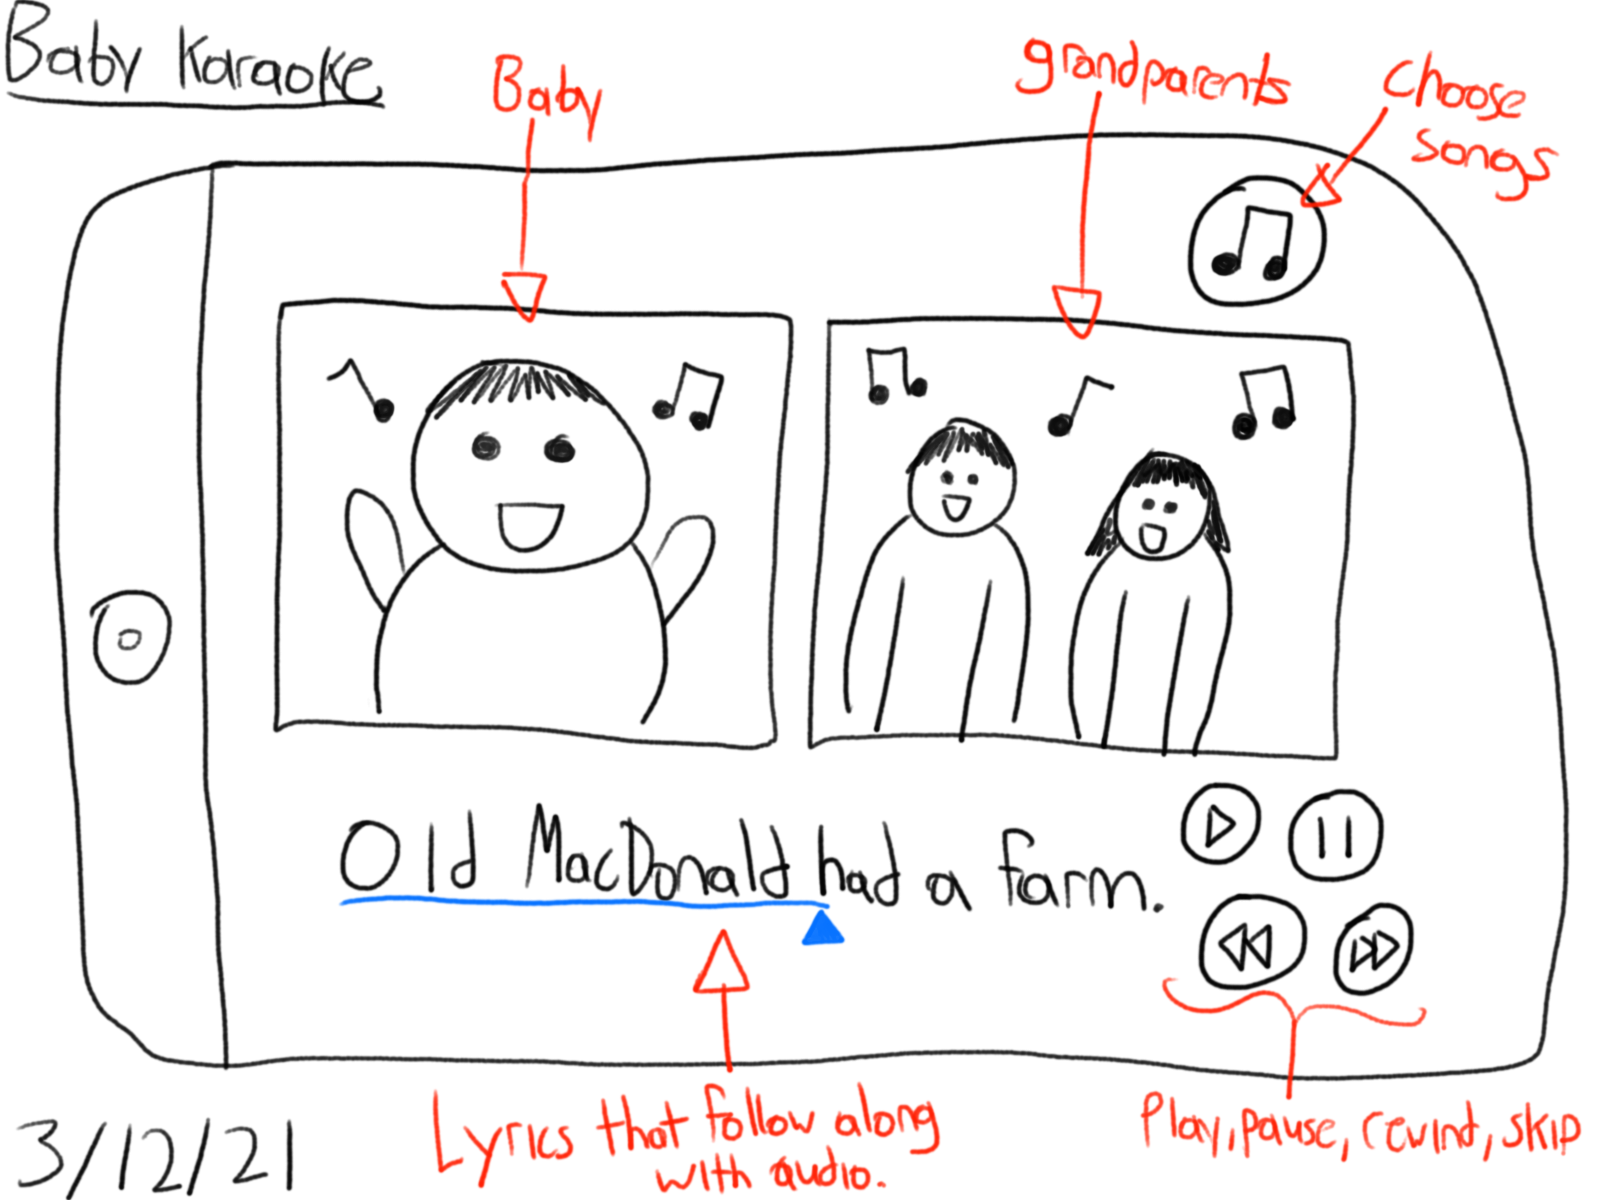 Baby Karaoke
Baby
grandparents
Choose
songs
Old MacDonald had a farm.
Lyrics that follow along
with audio.
Play, pause, rewind, skip
3/12/21